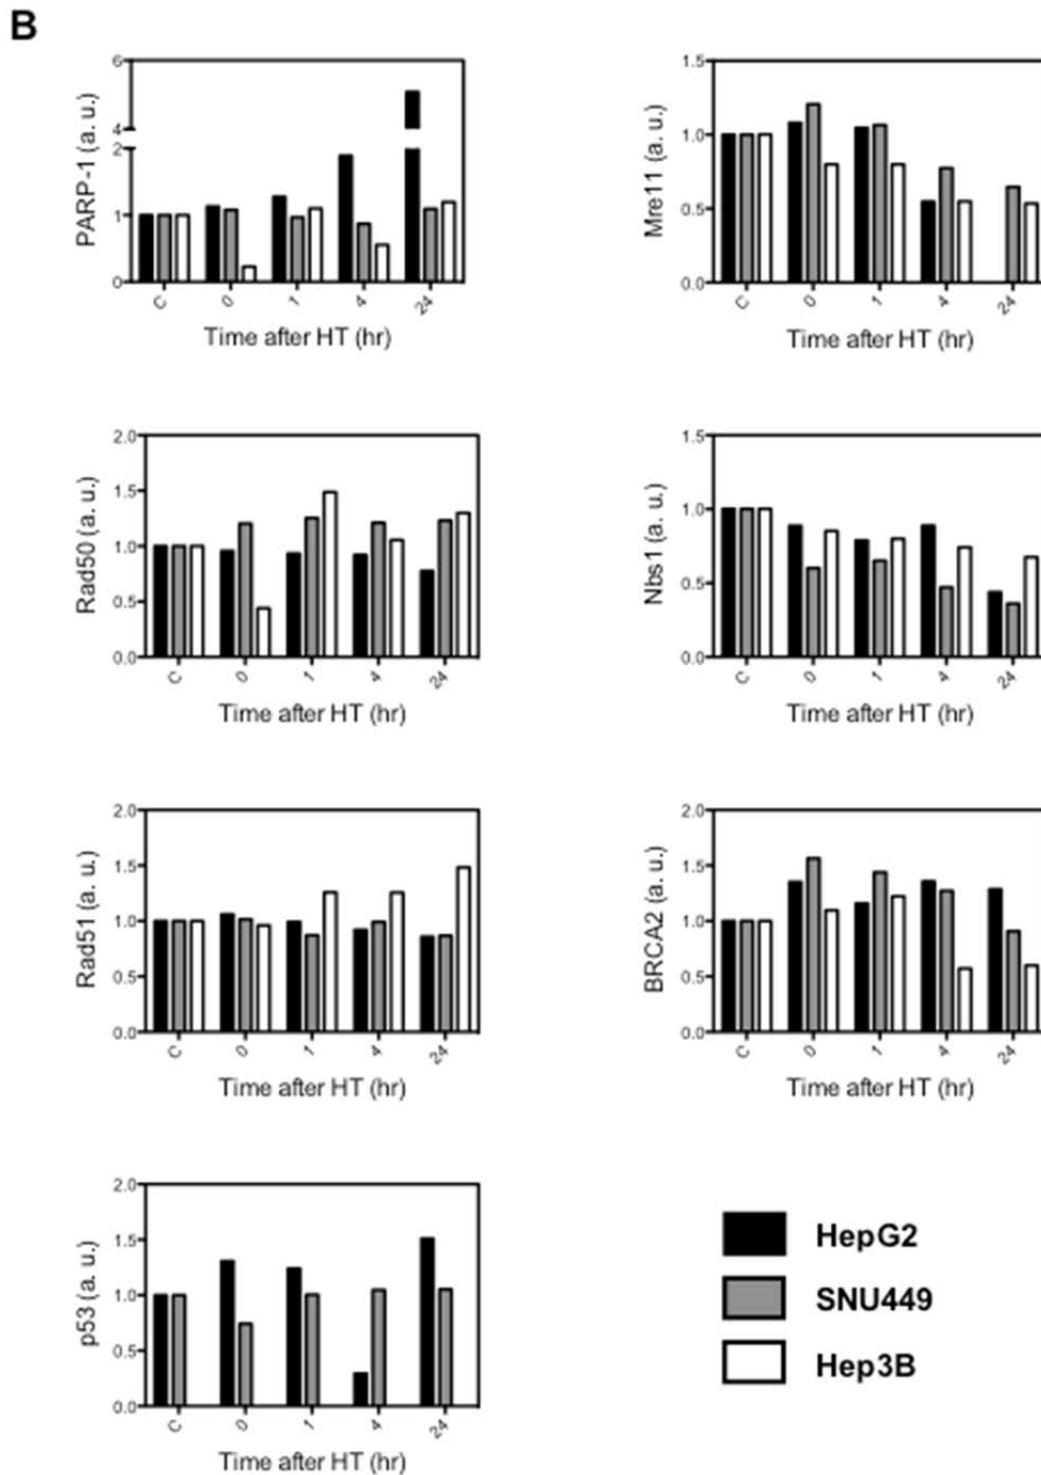 B
PARP-1 (a. u.)
6
4
2
1
0
C 0 1 4 24
Time after HT (hr)
Mre11 (a. u.)
1.5
1.0
0.5
0.0
C 0 1 4 24
Time after HT (hr)
Rad50 (a. u.)
2.0
1.5
1.0
0.5
0.0
C 0 1 4 24
Time after HT (hr)
Nbs1 (a. u.)
1.5
1.0
0.5
0.0
C 0 1 4 24
Time after HT (hr)
Rad51 (a. u.)
2.0
1.5
1.0
0.5
0.0
C 0 1 4 24
Time after HT (hr)
BRCA2 (a. u.)
2.0
1.5
1.0
0.5
0.0
C 0 1 4 24
Time after HT (hr)
p53 (a. u.)
2.0
1.5
1.0
0.5
0.0
C 0 1 4 24
Time after HT (hr)
HepG2
SNU449
Hep3B